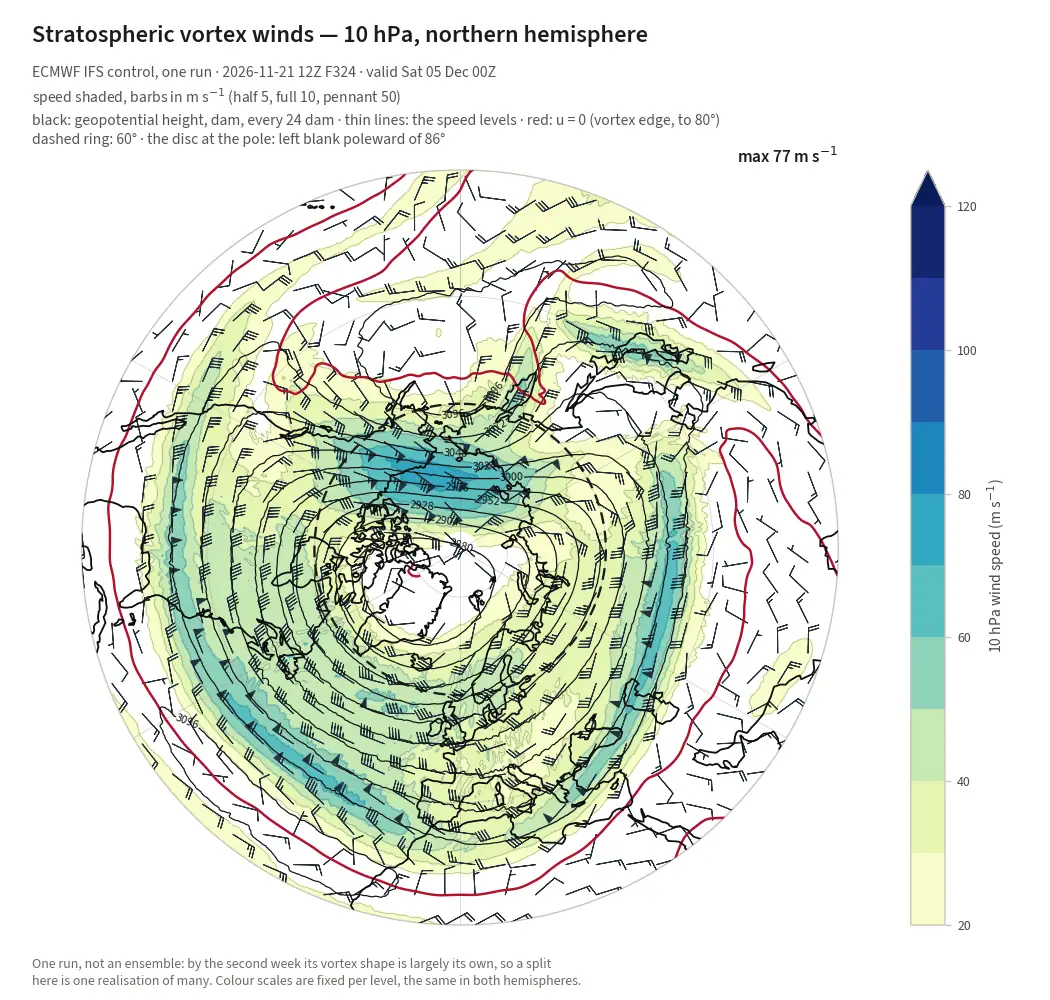 Stratospheric vortex winds — 10 hPa, northern hemisphere
ECMWF IFS control, one run · 2026-11-21 12Z F324 · valid Sat 05 Dec 00Z
speed shaded, barbs in m s⁻¹ (half 5, full 10, pennant 50)
black: geopotential height, dam, every 24 dam · thin lines: the speed levels · red: u = 0 (vortex edge, to 80°)
dashed ring: 60° · the disc at the pole: left blank poleward of 86°
max 77 m s⁻¹
120
100
80
60
40
20
10 hPa wind speed (m s⁻¹)
3096
3000
2952
2928
3096
One run, not an ensemble: by the second week its vortex shape is largely its own, so a split
here is one realisation of many. Colour scales are fixed per level, the same in both hemispheres.